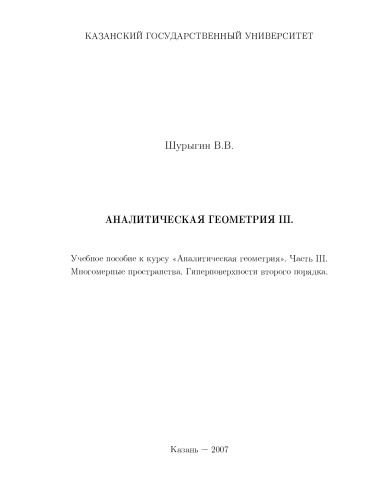 КАЗАНСКИЙ ГОСУДАРСТВЕННЫЙ УНИВЕРСИТЕТ
Шурыгин В.В.
АНАЛИТИЧЕСКАЯ ГЕОМЕТРИЯ III.
Учебное пособие к курсу «Аналитическая геометрия». Часть III.
Многомерные пространства. Гиперповерхности второго порядка.
Казань — 2007